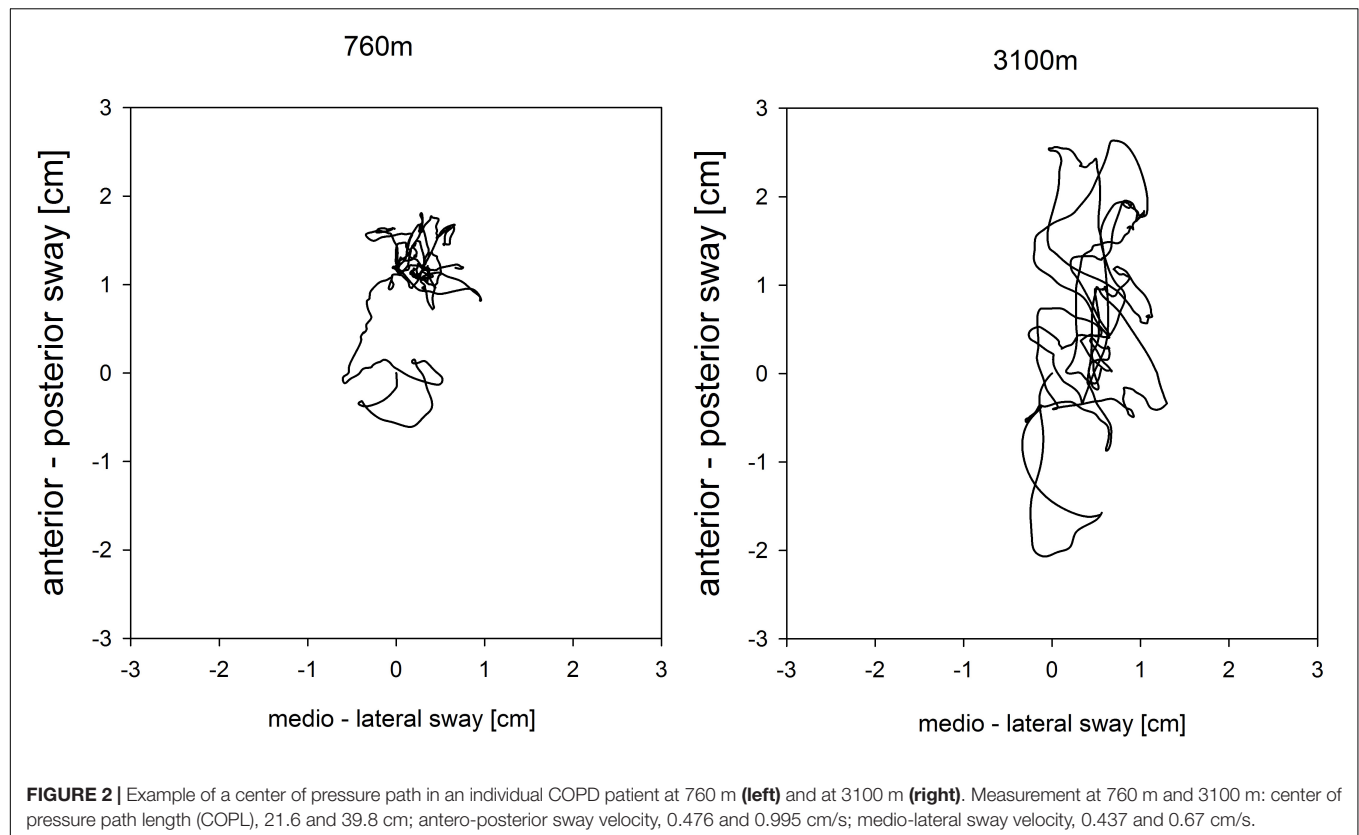 760m
3
2
1
0
-1
-2
-3
anterior - posterior sway [cm]
-3 -2 -1 0 1 2 3
medio - lateral sway [cm]
3100m
3
2
1
0
-1
-2
-3
anterior - posterior sway [cm]
-3 -2 -1 0 1 2 3
medio - lateral sway [cm]
FIGURE 2 | Example of a center of pressure path in an individual COPD patient at 760 m (left) and at 3100 m (right). Measurement at 760 m and 3100 m: center of
pressure path length (COPL), 21.6 and 39.8 cm; antero-posterior sway velocity, 0.476 and 0.995 cm/s; medio-lateral sway velocity, 0.437 and 0.67 cm/s.